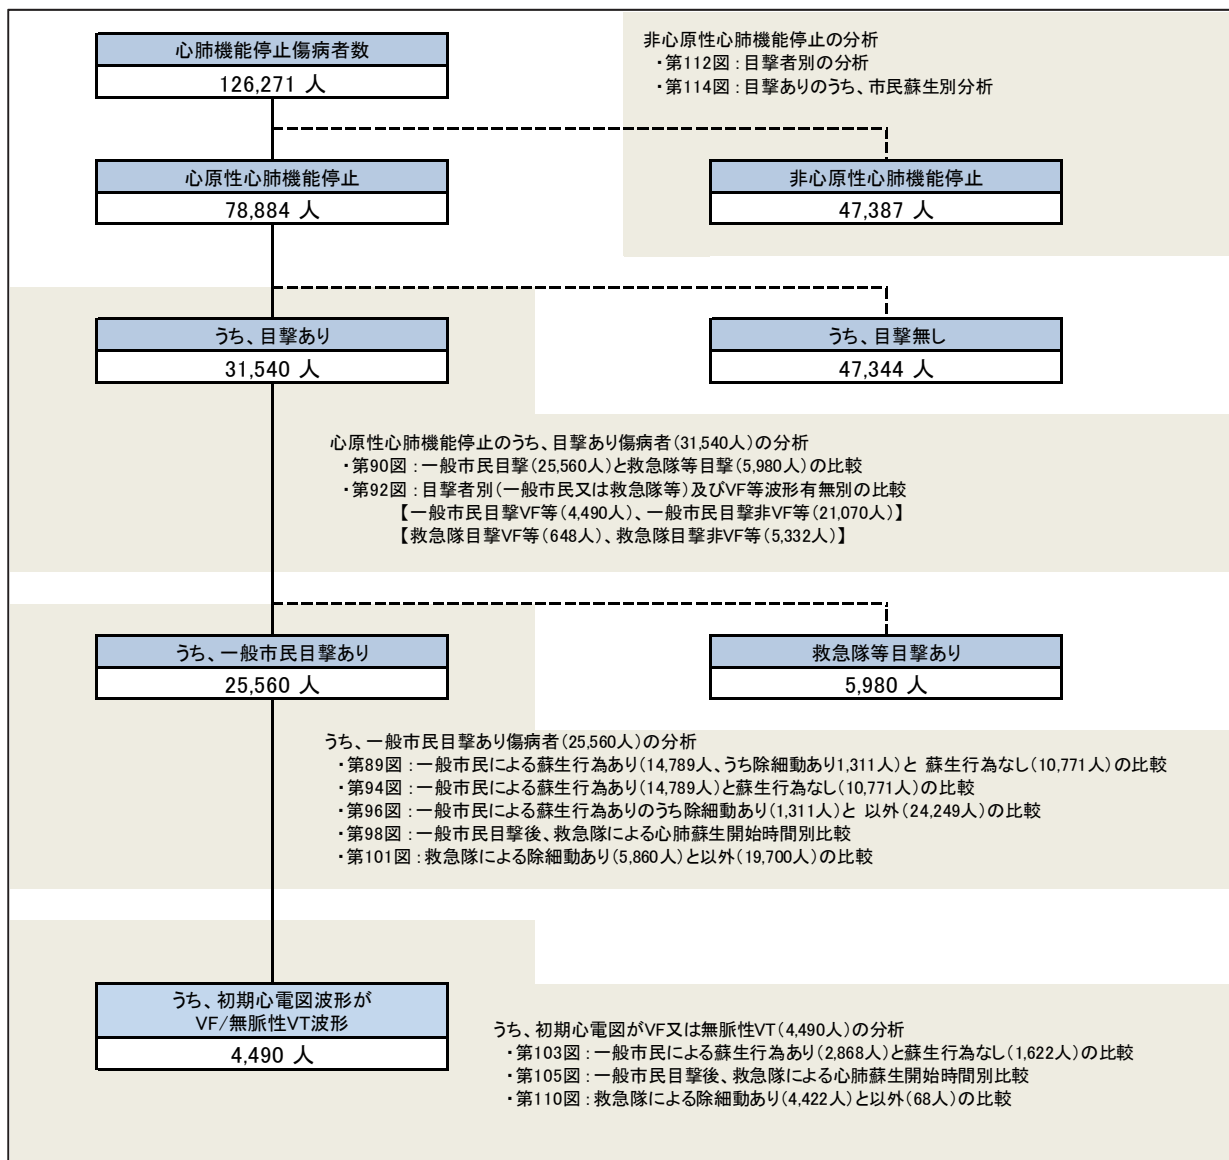 心肺機能停止傷病者数
126,271 人
非心原性心肺機能停止の分析
・第112図：目撃者別の分析
・第114図：目撃ありのうち、市民蘇生別分析
心原性心肺機能停止
78,884 人
非心原性心肺機能停止
47,387 人
うち、目撃あり
31,540 人
うち、目撃無し
47,344 人
心原性心肺機能停止のうち、目撃あり傷病者(31,540人)の分析
・第90図：一般市民目撃(25,560人)と救急隊等目撃(5,980人)の比較
・第92図：目撃者別(一般市民又は救急隊等)及びVF等波形有無別の比較
【一般市民目撃VF等(4,490人)、一般市民目撃非VF等(21,070人)】
【救急隊目撃VF等(648人)、救急隊目撃非VF等(5,332人)】
うち、一般市民目撃あり
25,560 人
救急隊等目撃あり
5,980 人
うち、一般市民目撃あり傷病者(25,560人)の分析
・第89図：一般市民による蘇生行為あり(14,789人、うち除細動あり1,311人)と 蘇生行為なし(10,771人)の比較
・第94図：一般市民による蘇生行為あり(14,789人)と蘇生行為なし(10,771人)の比較
・第96図：一般市民による蘇生行為ありのうち除細動あり(1,311人)と 以外(24,249人)の比較
・第98図：一般市民目撃後、救急隊による心肺蘇生開始時間別比較
・第101図：救急隊による除細動あり(5,860人)と以外(19,700人)の比較
うち、初期心電図波形が
VF/無脈性VT波形
4,490 人
うち、初期心電図がVF又は無脈性VT(4,490人)の分析
・第103図：一般市民による蘇生行為あり(2,868人)と蘇生行為なし(1,622人)の比較
・第105図：一般市民目撃後、救急隊による心肺蘇生開始時間別比較
・第110図：救急隊による除細動あり(4,422人)と以外(68人)の比較